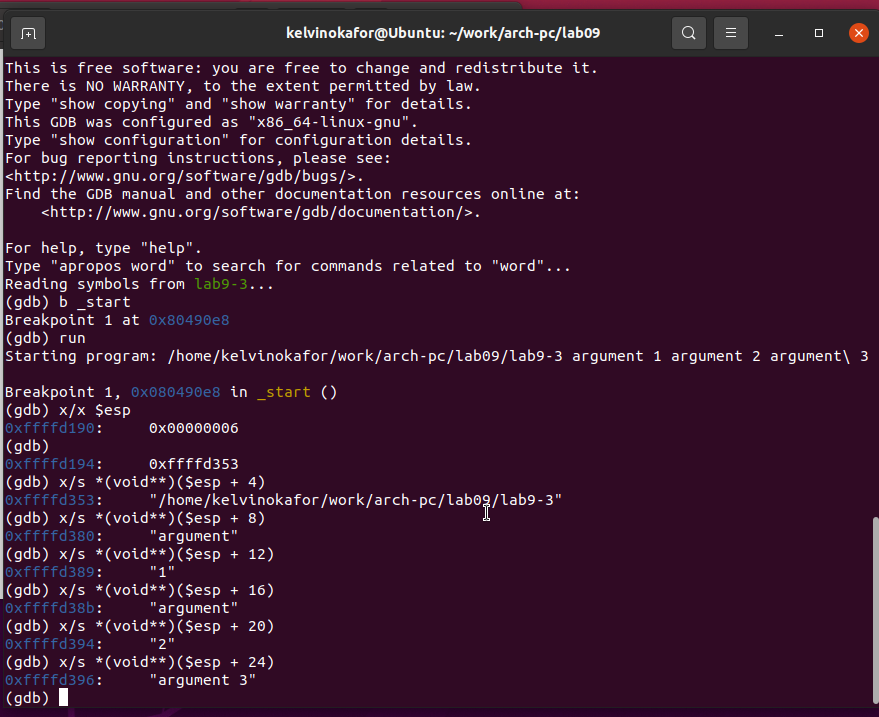 kelvinokafor@Ubuntu: ~/work/arch-pc/lab09
This is free software: you are free to change and redistribute it.
There is NO WARRANTY, to the extent permitted by law.
Type "show copying" and "show warranty" for details.
This GDB was configured as "x86_64-linux-gnu".
Type "show configuration" for configuration details.
For bug reporting instructions, please see:
<http://www.gnu.org/software/gdb/bugs/>.
Find the GDB manual and other documentation resources online at:
    <http://www.gnu.org/software/gdb/documentation/>.

For help, type "help".
Type "apropos word" to search for commands related to "word"...
Reading symbols from lab9-3...
(gdb) b _start
Breakpoint 1 at 0x80490e8
(gdb) run
Starting program: /home/kelvinokafor/work/arch-pc/lab09/lab9-3 argument 1 argument 2 argument\ 3

Breakpoint 1, 0x080490e8 in _start ()
(gdb) x/x $esp
0xffffd190:     0x00000006
(gdb)
0xffffd194:     0xffffd353
(gdb) x/s *(void**)($esp + 4)
0xffffd353:     "/home/kelvinokafor/work/arch-pc/lab09/lab9-3"
(gdb) x/s *(void**)($esp + 8)
0xffffd380:     "argument"
(gdb) x/s *(void**)($esp + 12)
0xffffd389:     "1"
(gdb) x/s *(void**)($esp + 16)
0xffffd38b:     "argument"
(gdb) x/s *(void**)($esp + 20)
0xffffd394:     "2"
(gdb) x/s *(void**)($esp + 24)
0xffffd396:     "argument 3"
(gdb)